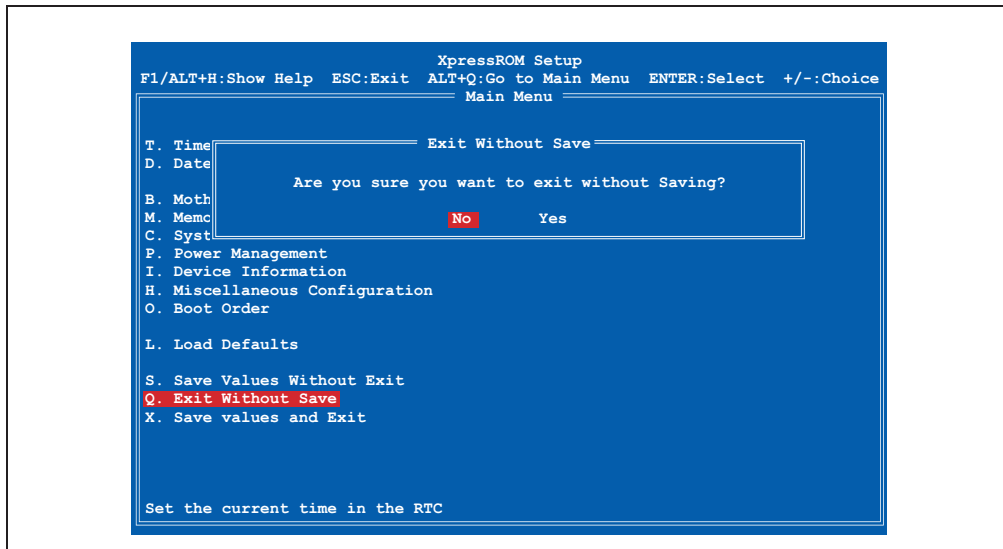 XpressROM Setup
F1/ALT+H:Show Help ESC:Exit ALT+Q:Go to Main Menu ENTER:Select +/-:Choice
Main Menu
T. Time
D. Date
Exit Without Save
Are you sure you want to exit without Saving?
No Yes
B. Moth
M. Memo
C. Syst
P. Power Management
I. Device Information
H. Miscellaneous Configuration
O. Boot Order
L. Load Defaults
S. Save Values Without Exit
Q. Exit Without Save
X. Save values and Exit
Set the current time in the RTC